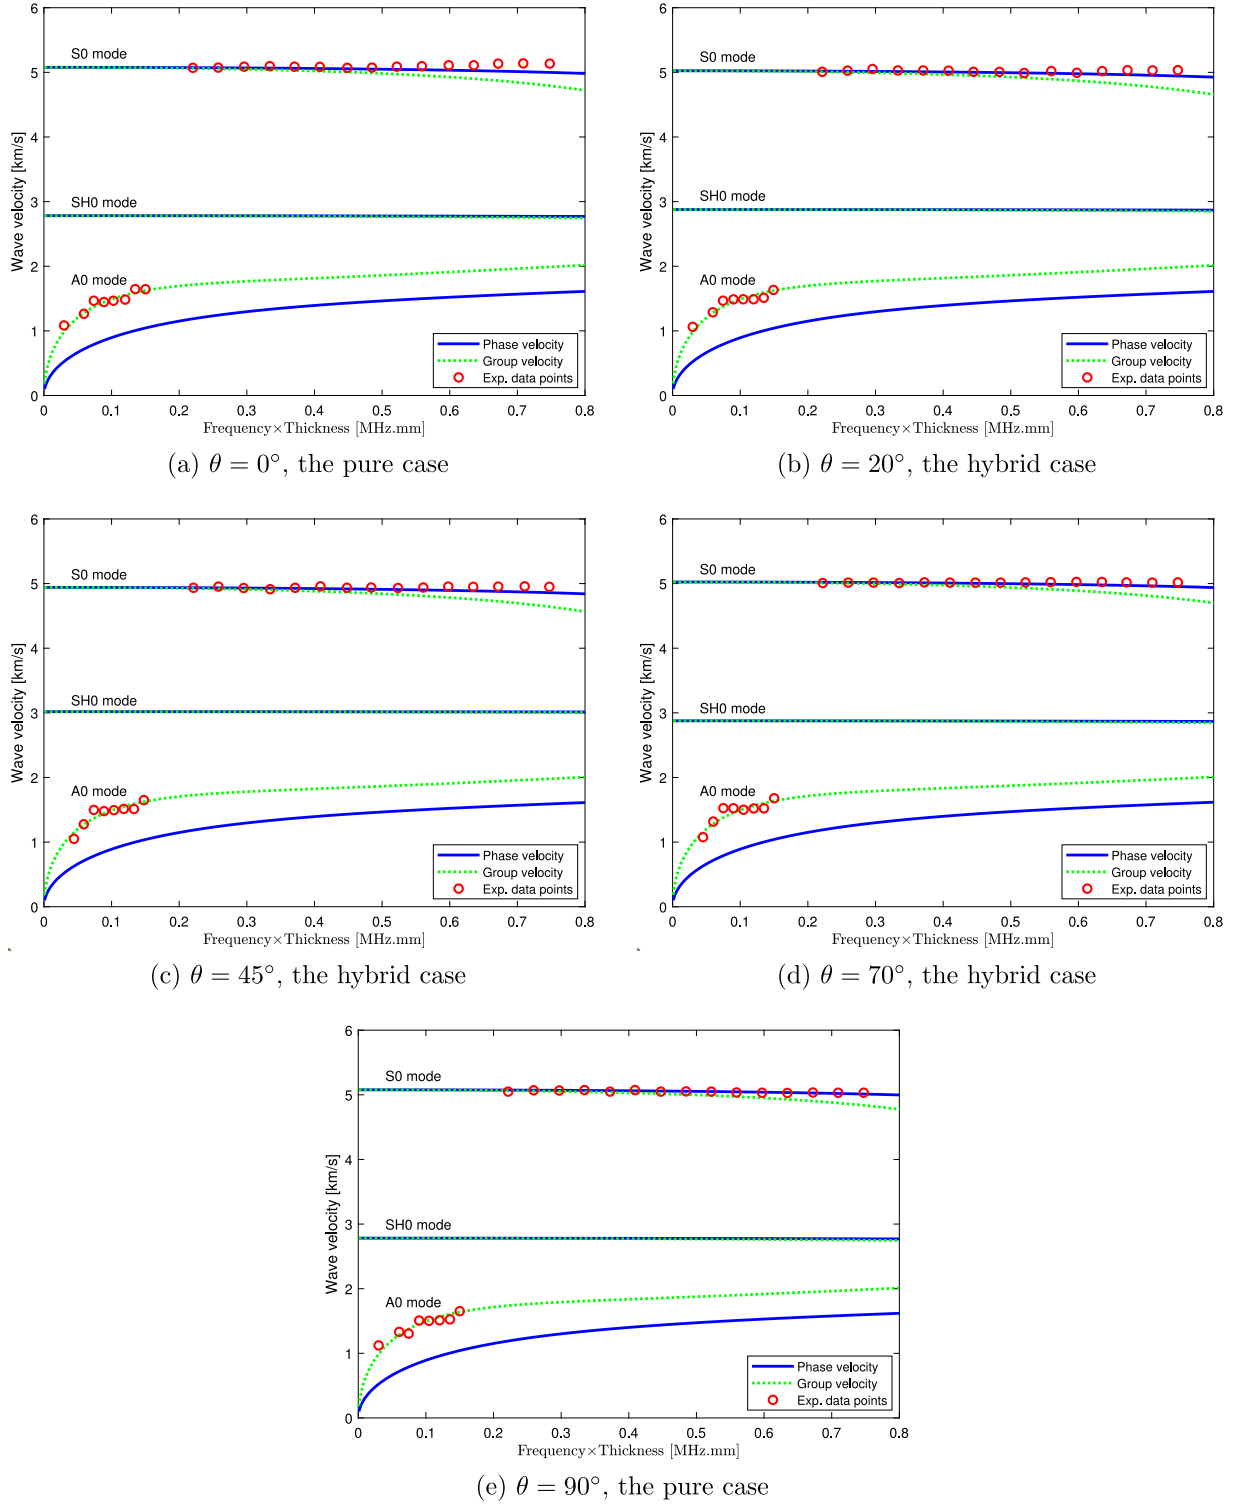 6
5
4
3
2
1
0
0 0.1 0.2 0.3 0.4 0.5 0.6 0.7 0.8
Wave velocity [km/s]
Frequency×Thickness [MHz.mm]
S0 mode
SH0 mode
A0 mode
Phase velocity
Group velocity
Exp. data points
(a) θ = 0°, the pure case
6
5
4
3
2
1
0
0 0.1 0.2 0.3 0.4 0.5 0.6 0.7 0.8
Wave velocity [km/s]
Frequency×Thickness [MHz.mm]
S0 mode
SH0 mode
A0 mode
Phase velocity
Group velocity
Exp. data points
(b) θ = 20°, the hybrid case
6
5
4
3
2
1
0
0 0.1 0.2 0.3 0.4 0.5 0.6 0.7 0.8
Wave velocity [km/s]
Frequency×Thickness [MHz.mm]
S0 mode
SH0 mode
A0 mode
Phase velocity
Group velocity
Exp. data points
(c) θ = 45°, the hybrid case
6
5
4
3
2
1
0
0 0.1 0.2 0.3 0.4 0.5 0.6 0.7 0.8
Wave velocity [km/s]
Frequency×Thickness [MHz.mm]
S0 mode
SH0 mode
A0 mode
Phase velocity
Group velocity
Exp. data points
(d) θ = 70°, the hybrid case
6
5
4
3
2
1
0
0 0.1 0.2 0.3 0.4 0.5 0.6 0.7 0.8
Wave velocity [km/s]
Frequency×Thickness [MHz.mm]
S0 mode
SH0 mode
A0 mode
Phase velocity
Group velocity
Exp. data points
(e) θ = 90°, the pure case